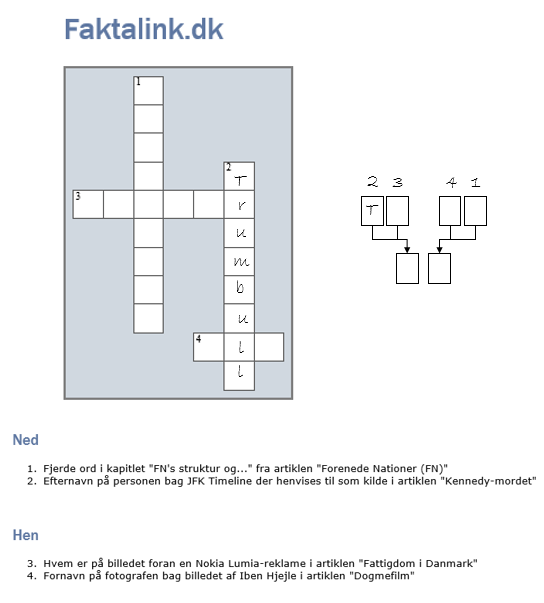 Faktalink.dk
1
2
T
3
r
u
m
b
u
4
l
l
2 3 4 1
T
Ned
1. Fjerde ord i kapitlet "FN's struktur og..." fra artiklen "Forenede Nationer (FN)"
2. Efternavn på personen bag JFK Timeline der henvises til som kilde i artiklen "Kennedy-mordet"
Hen
3. Hvem er på billedet foran en Nokia Lumia-reklame i artiklen "Fattigdom i Danmark"
4. Fornavn på fotografen bag billedet af Iben Hjejle i artiklen "Dogmefilm"